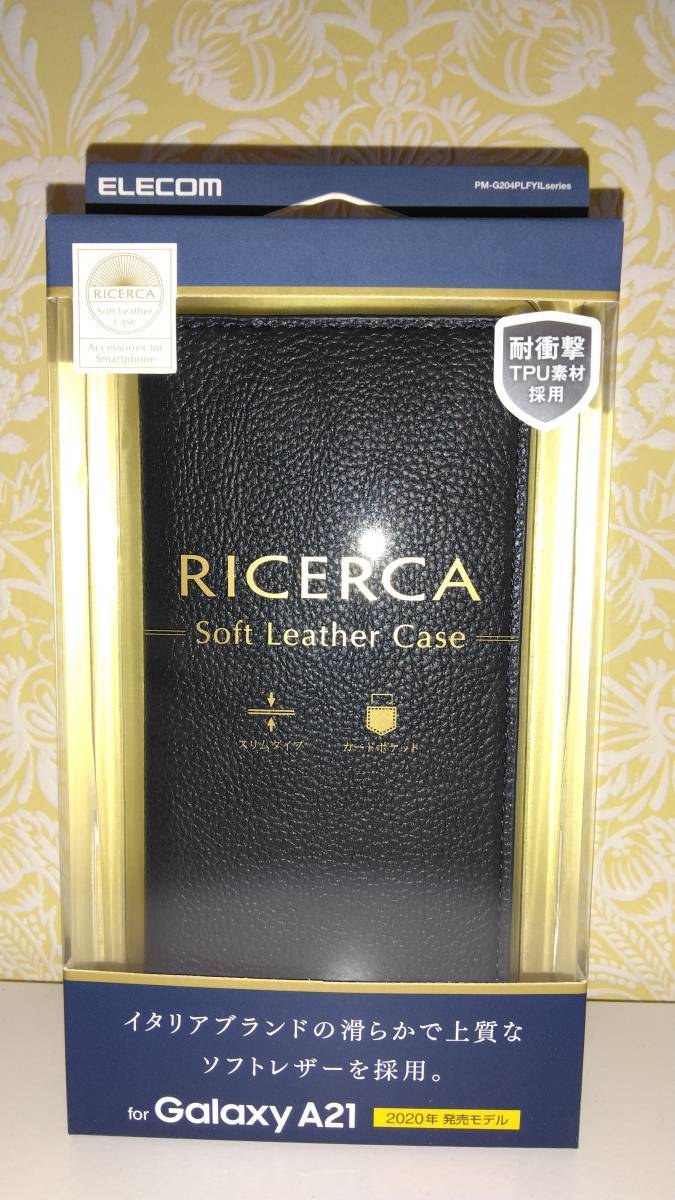 ELECOM
PM-G204PLFYILseries
RICERCA
Soft Leather
Case
Accessories for
Smartphone
耐衝撃
TPU素材
採用
RICERCA
Soft Leather Case
スリムタイプ
カードポケット
イタリアブランドの滑らかで上質な
ソフトレザーを採用。
for Galaxy A21 2020年 発売モデル